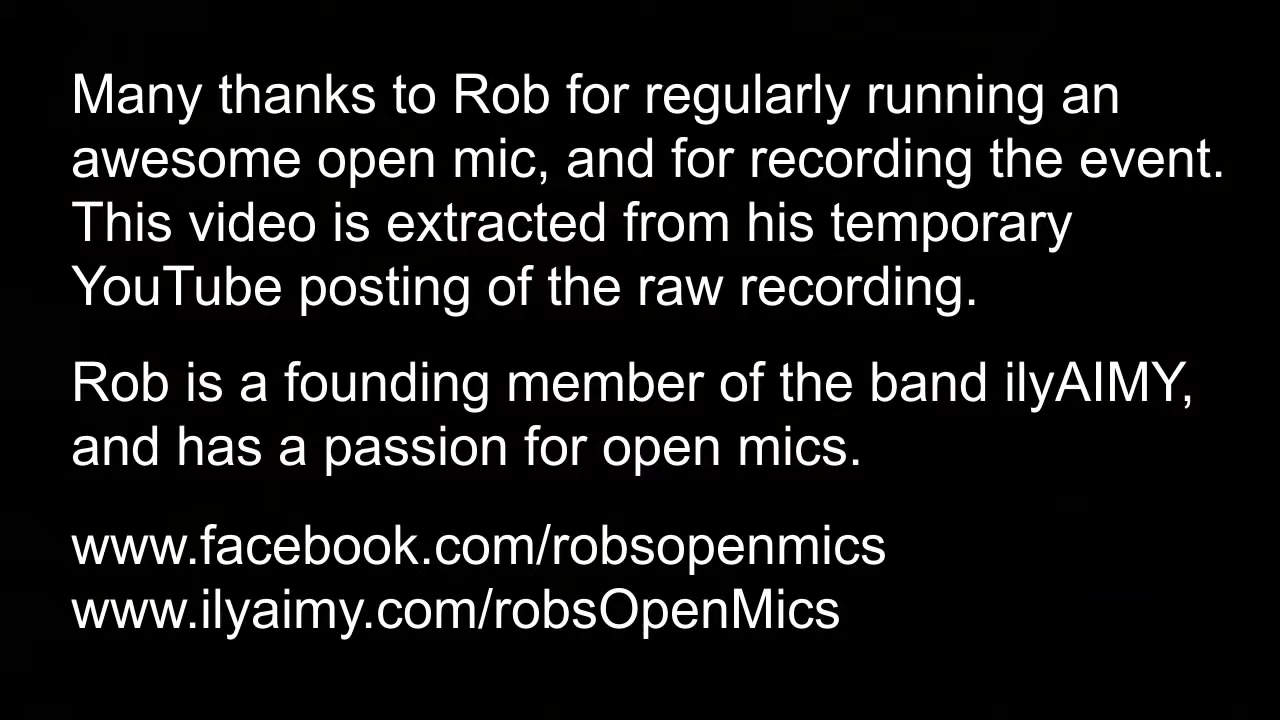 Many thanks to Rob for regularly running an
awesome open mic, and for recording the event.
This video is extracted from his temporary
YouTube posting of the raw recording.
Rob is a founding member of the band ilyAIMY,
and has a passion for open mics.
www.facebook.com/robsopenmics
www.ilyaimy.com/robsOpenMics